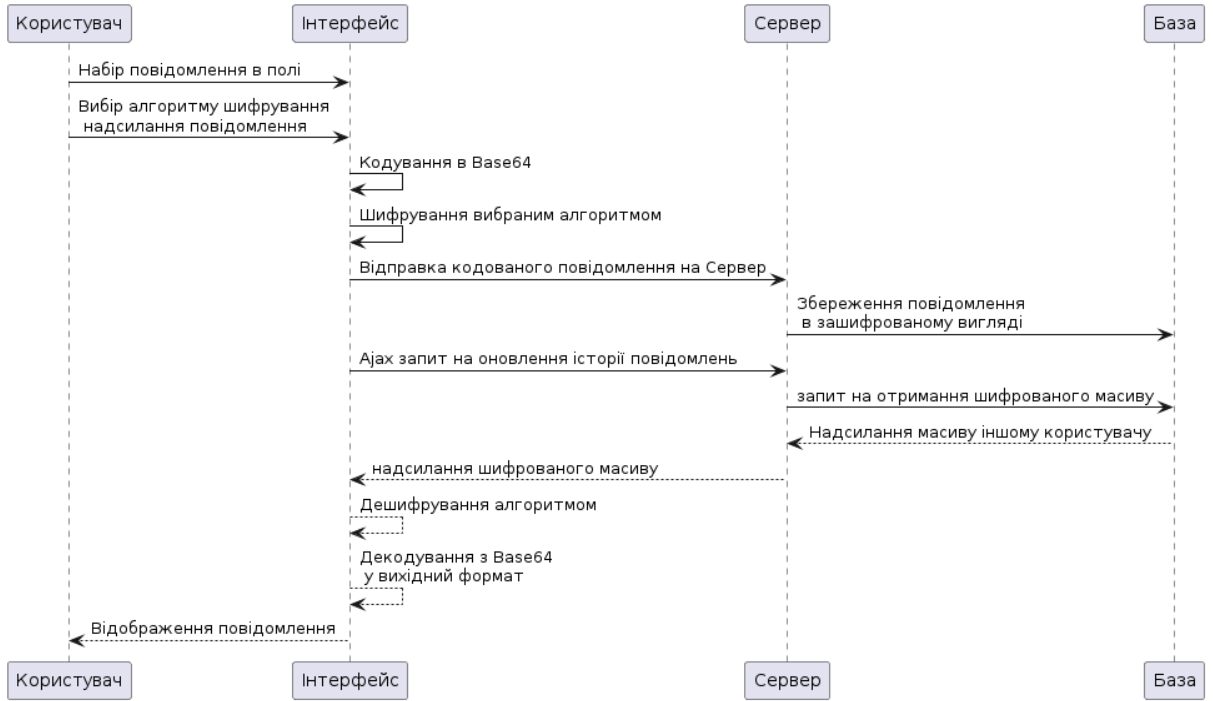 Користувач
Інтерфейс
Сервер
База
Набір повідомлення в полі
Вибір алгоритму шифрування
надсилання повідомлення
Кодування в Base64
Шифрування вибраним алгоритмом
Відправка кодованого повідомлення на Сервер
Збереження повідомлення
в зашифрованому вигляді
Ajax запит на оновлення історії повідомлень
запит на отримання шифрованого масиву
Надсилання масиву іншому користувачу
надсилання шифрованого масиву
Дешифрування алгоритмом
Декодування з Base64
у вихідний формат
Відображення повідомлення
Користувач
Інтерфейс
Сервер
База